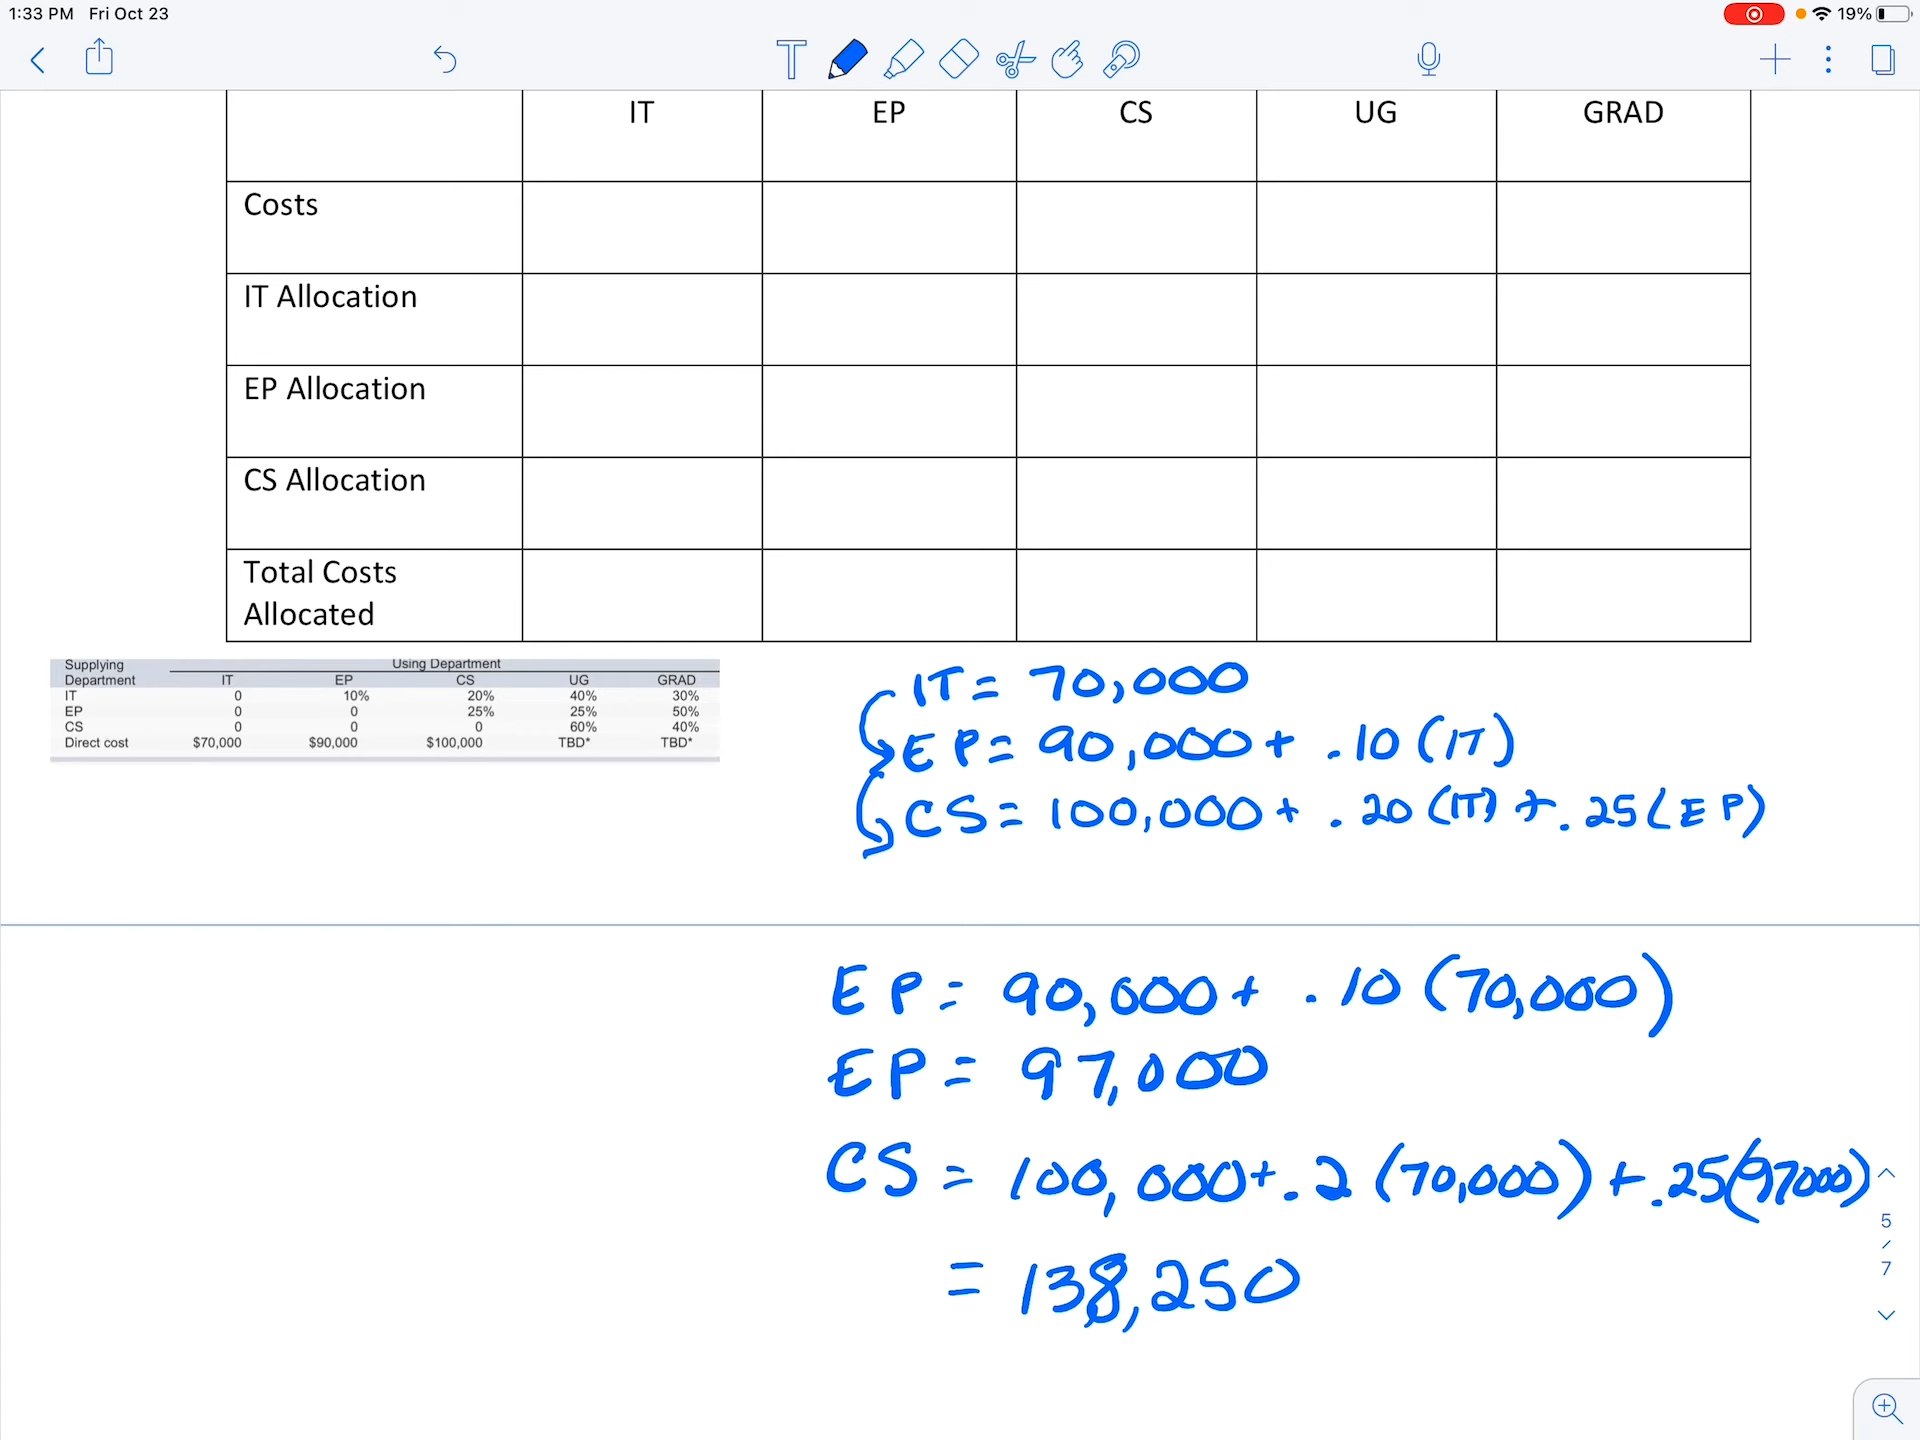 1:33 PM Fri Oct 23 19%
T
IT EP CS UG GRAD
Costs
IT Allocation
EP Allocation
CS Allocation
Total Costs
Allocated
Supplying Using Department
Department IT EP CS UG GRAD
IT 0 10% 20% 40% 30%
EP 0 0 25% 25% 50%
CS 0 0 0 60% 40%
Direct cost $70,000 $90,000 $100,000 TBD* TBD*
IT = 70,000
EP = 90,000 + .10 (IT)
CS = 100,000 + .20 (IT) + .25 (EP)
EP = 90,000 + .10 (70,000)
EP = 97,000
CS = 100,000 + .2 (70,000) + .25(97000)
= 138,250
5
/
7